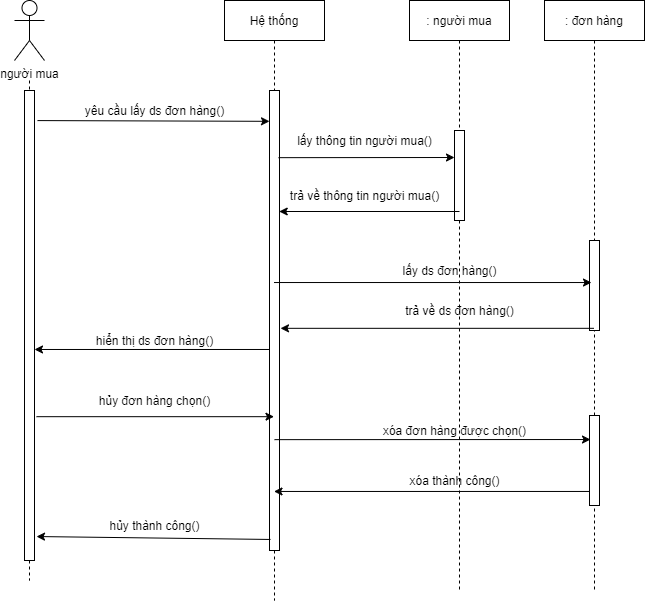 Hệ thống
: người mua
: đơn hàng
người mua
yêu cầu lấy ds đơn hàng()
lấy thông tin người mua()
trả về thông tin người mua()
lấy ds đơn hàng()
trả về ds đơn hàng()
hiển thị ds đơn hàng()
hủy đơn hàng chọn()
xóa đơn hàng được chọn()
xóa thành công()
hủy thành công()